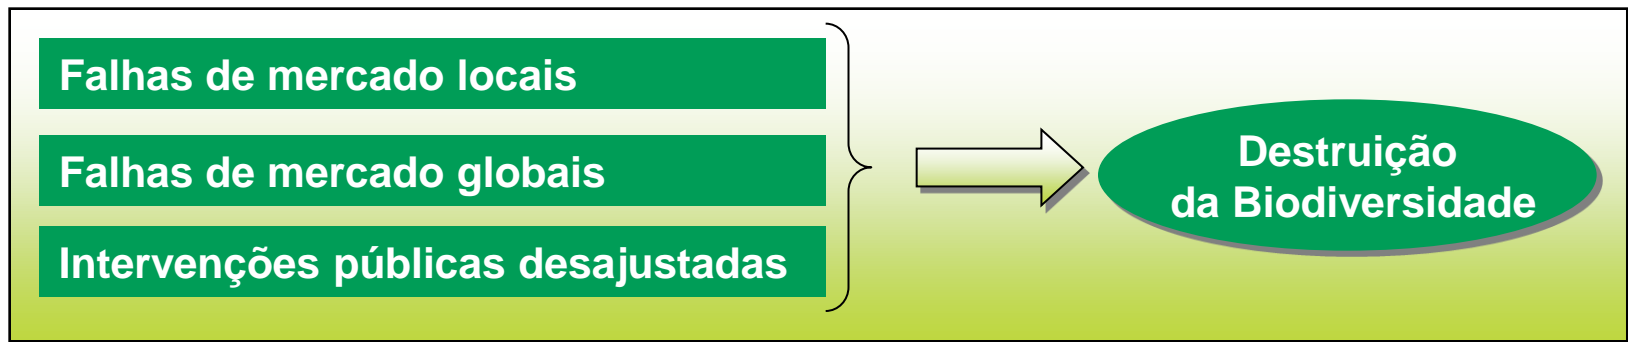 Falhas de mercado locais
Falhas de mercado globais
Intervenções públicas desajustadas
Destruição
da Biodiversidade